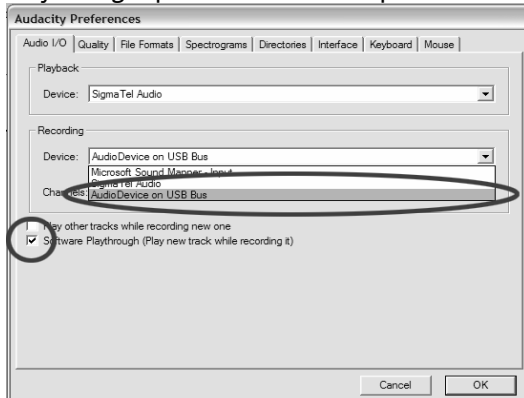 Audacity Preferences
Audio I/O Quality File Formats Spectrograms Directories Interface Keyboard Mouse
Playback
Device: SigmaTel Audio
Recording
Device: AudioDevice on USB Bus
Microsoft Sound Mapper - Input
SigmaTel Audio
Channels: AudioDevice on USB Bus
Play other tracks while recording new one
Software Playthrough (Play new track while recording it)
Cancel OK